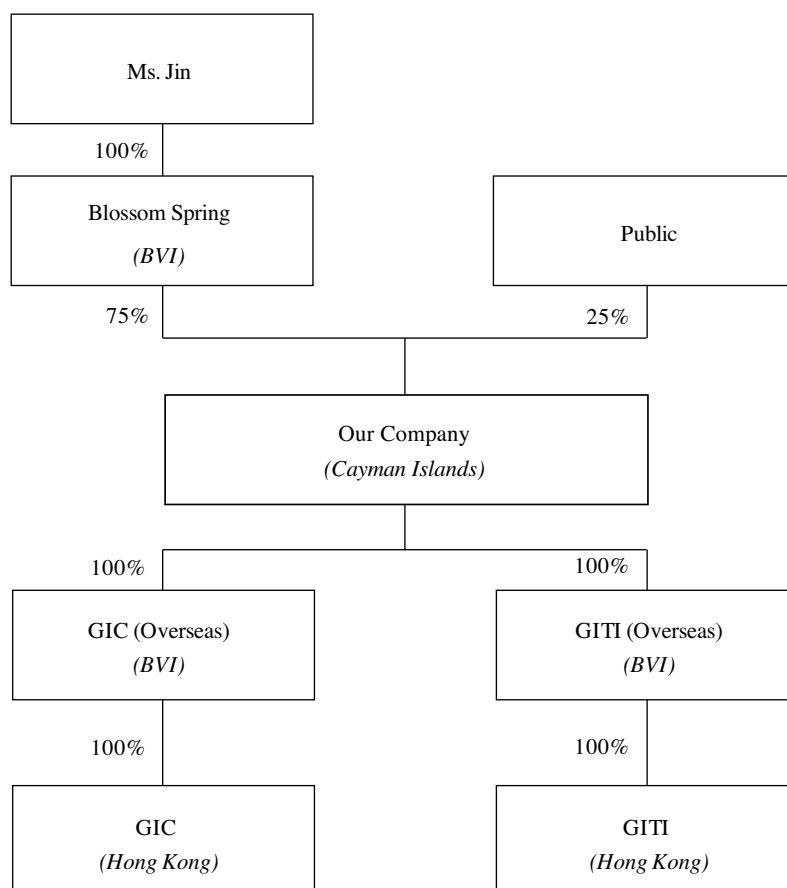 Ms. Jin
100%
Blossom Spring
(BVI)
Public
75%
25%
Our Company
(Cayman Islands)
100%
100%
GIC (Overseas)
(BVI)
GITI (Overseas)
(BVI)
100%
100%
GIC
(Hong Kong)
GITI
(Hong Kong)